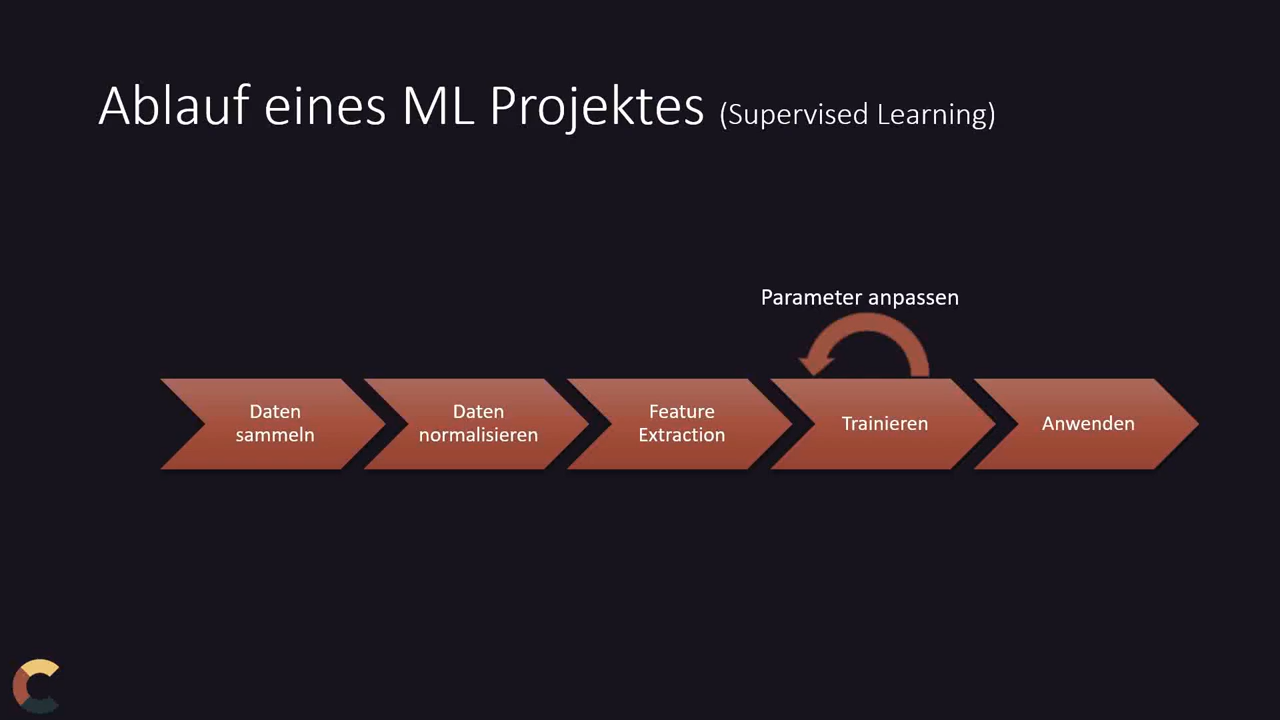 Ablauf eines ML Projektes (Supervised Learning)
Parameter anpassen
Daten
sammeln
Daten
normalisieren
Feature
Extraction
Trainieren
Anwenden